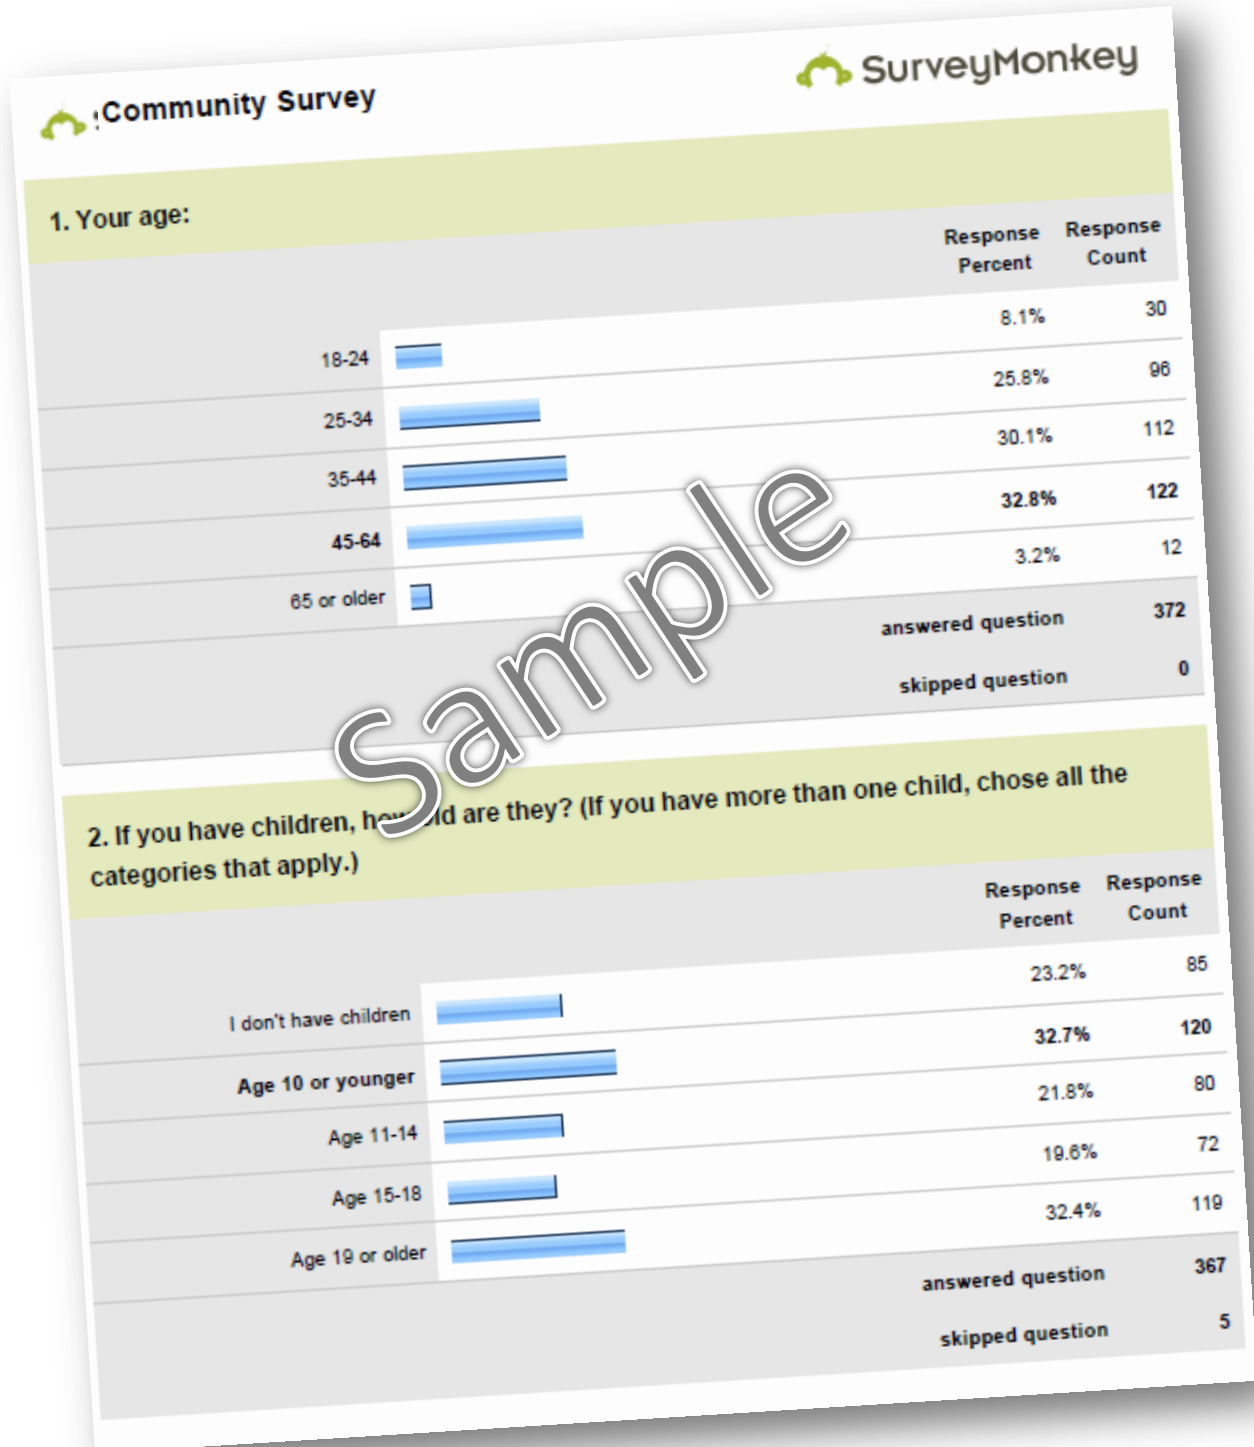 Community Survey
SurveyMonkey
1. Your age:
Response Percent
Response Count
18-24 8.1% 30
25-34 25.8% 96
35-44 30.1% 112
45-64 32.8% 122
65 or older 3.2% 12
answered question 372
skipped question 0
Sample
2. If you have children, how old are they? (If you have more than one child, chose all the
categories that apply.)
Response Percent
Response Count
I don't have children 23.2% 85
Age 10 or younger 32.7% 120
Age 11-14 21.8% 80
Age 15-18 19.6% 72
Age 19 or older 32.4% 119
answered question 367
skipped question 5